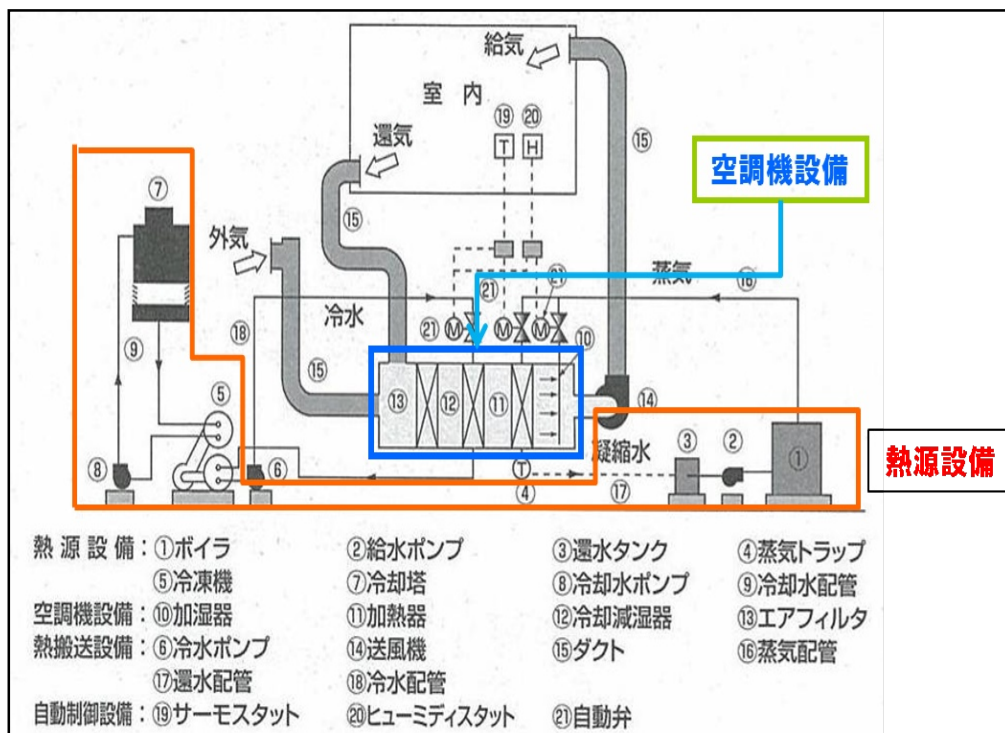 給気
室内
⑲ ⑳
T H
還気
⑮
空調機設備
⑦
外気
⑮
⑮
蒸気
⑯
㉑
㉑
冷水
㉑ M M M
⑱
⑨
⑮
⑩
⑤
⑬ ⑫ ⑪
⑭
凝縮水
③ ② ①
熱源設備
⑧
⑥
T
④
⑰
熱源設備：①ボイラ ②給水ポンプ ③還水タンク ④蒸気トラップ
⑤冷凍機 ⑦冷却塔 ⑧冷却水ポンプ ⑨冷却水配管
空調機設備：⑩加湿器 ⑪加熱器 ⑫冷却減湿器 ⑬エアフィルタ
熱搬送設備：⑥冷水ポンプ ⑭送風機 ⑮ダクト ⑯蒸気配管
⑰還水配管 ⑱冷水配管
自動制御設備：⑲サーモスタット ⑳ヒューミディスタット ㉑自動弁